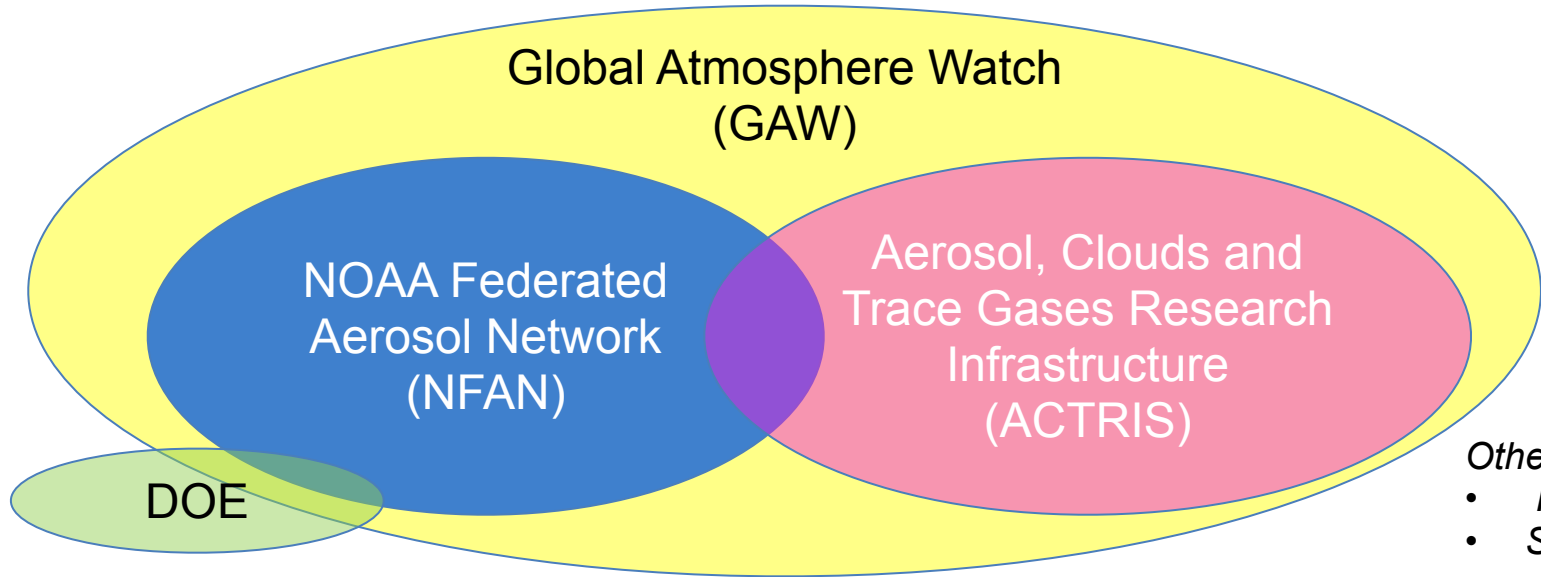 Global Atmosphere Watch
(GAW)
NOAA Federated
Aerosol Network
(NFAN)
Aerosol, Clouds and
Trace Gases Research
Infrastructure
(ACTRIS)
DOE